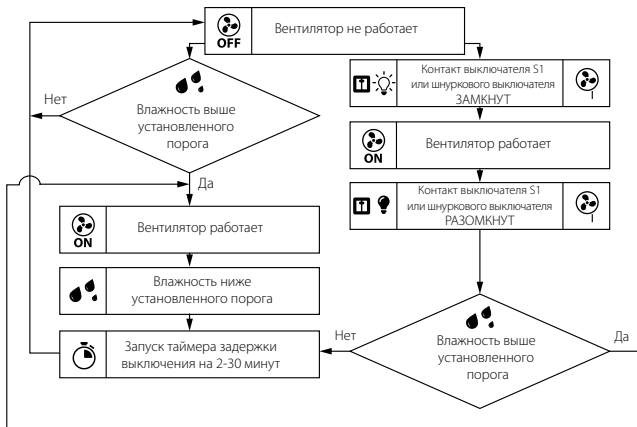 OFF
Вентилятор не работает
Нет
Влажность выше
установленного
порога
Да
ON
Вентилятор работает
Влажность ниже
установленного порога
Запуск таймера задержки
выключения на 2-30 минут
Контакт выключателя S1
или шнуркового выключателя
ЗАМКНУТ
ON
Вентилятор работает
Контакт выключателя S1
или шнуркового выключателя
РАЗОМКНУТ
Нет
Влажность выше
установленного
порога
Да